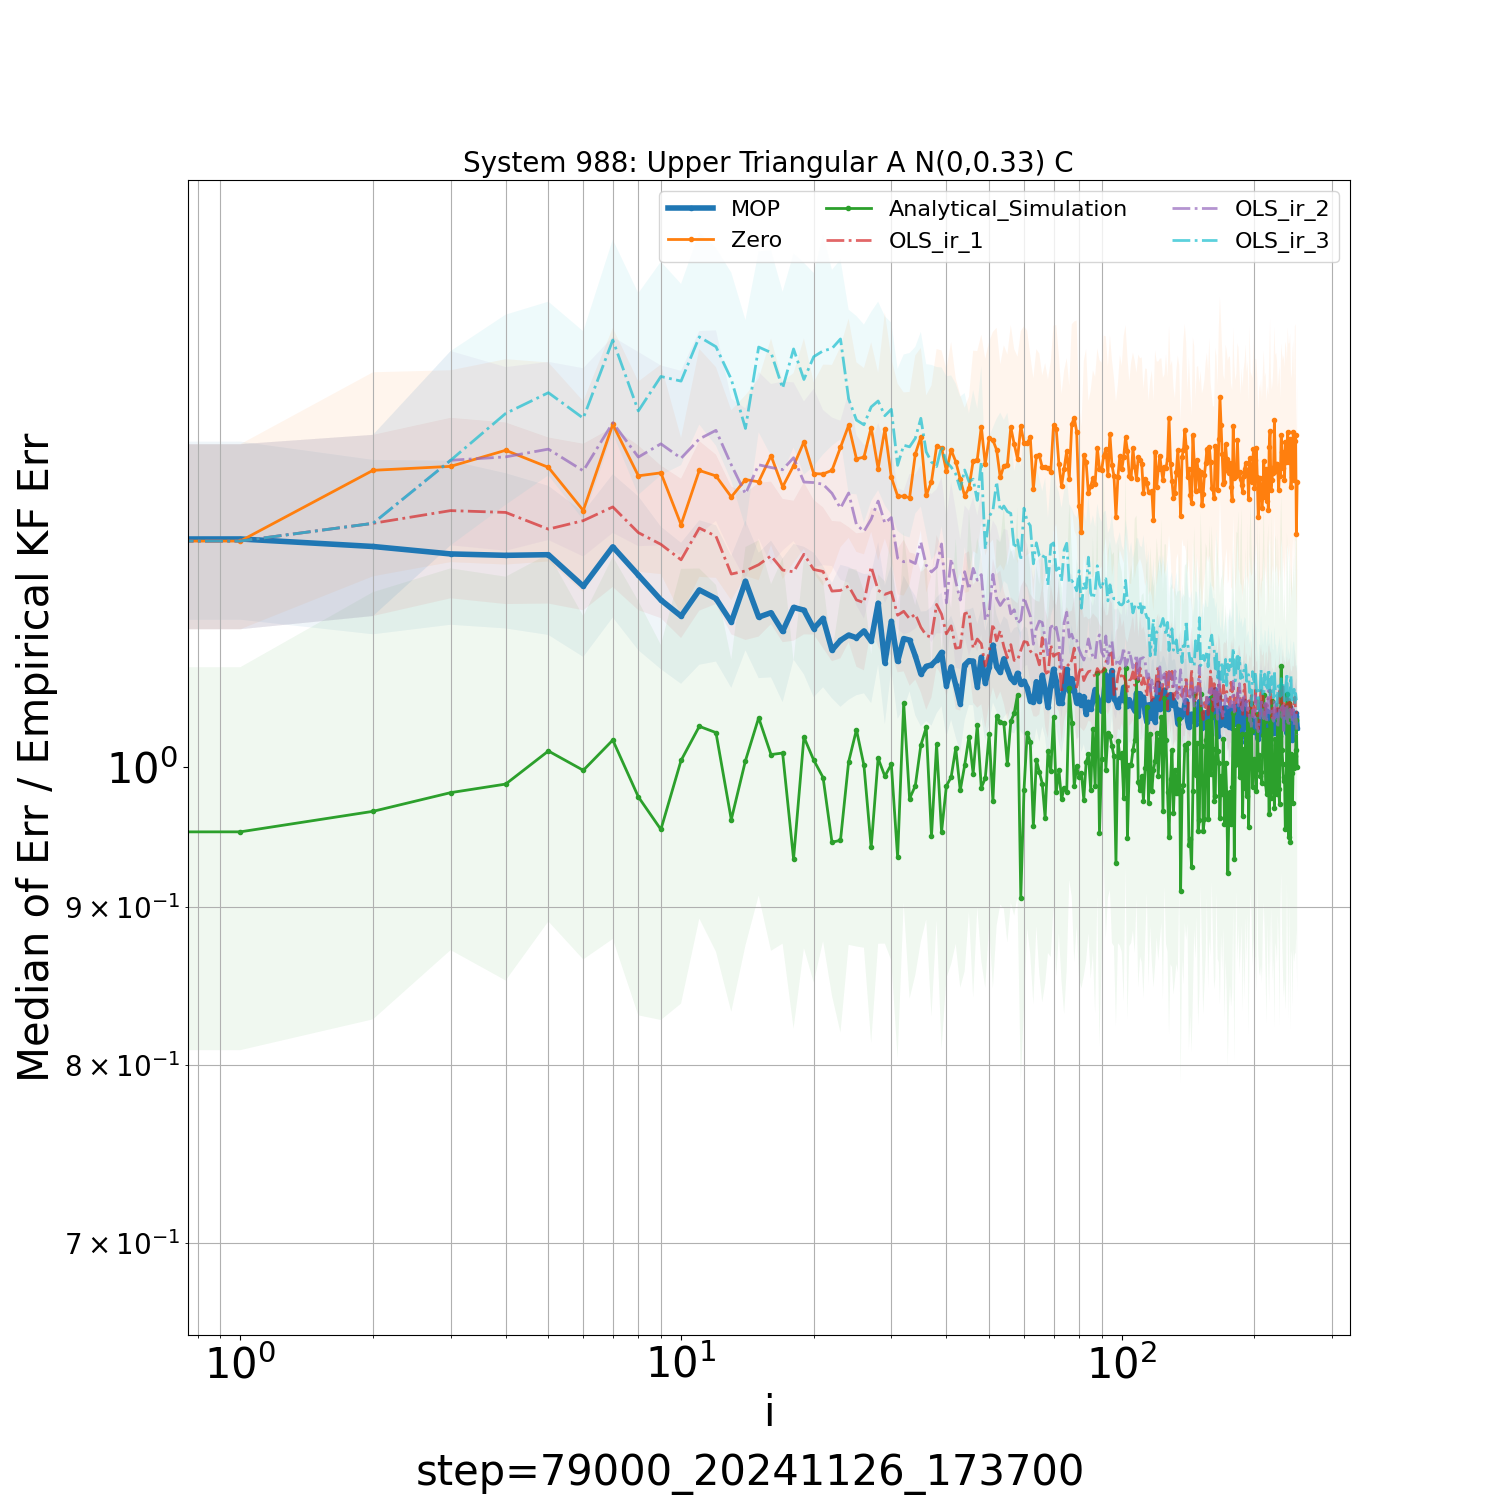 System 988: Upper Triangular A N(0,0.33) C
MOP
Zero
Analytical_Simulation
OLS_ir_1
OLS_ir_2
OLS_ir_3
Median of Err / Empirical KF Err
10⁰
9 × 10⁻¹
8 × 10⁻¹
7 × 10⁻¹
10⁰ 10¹ 10²
i
step=79000_20241126_173700